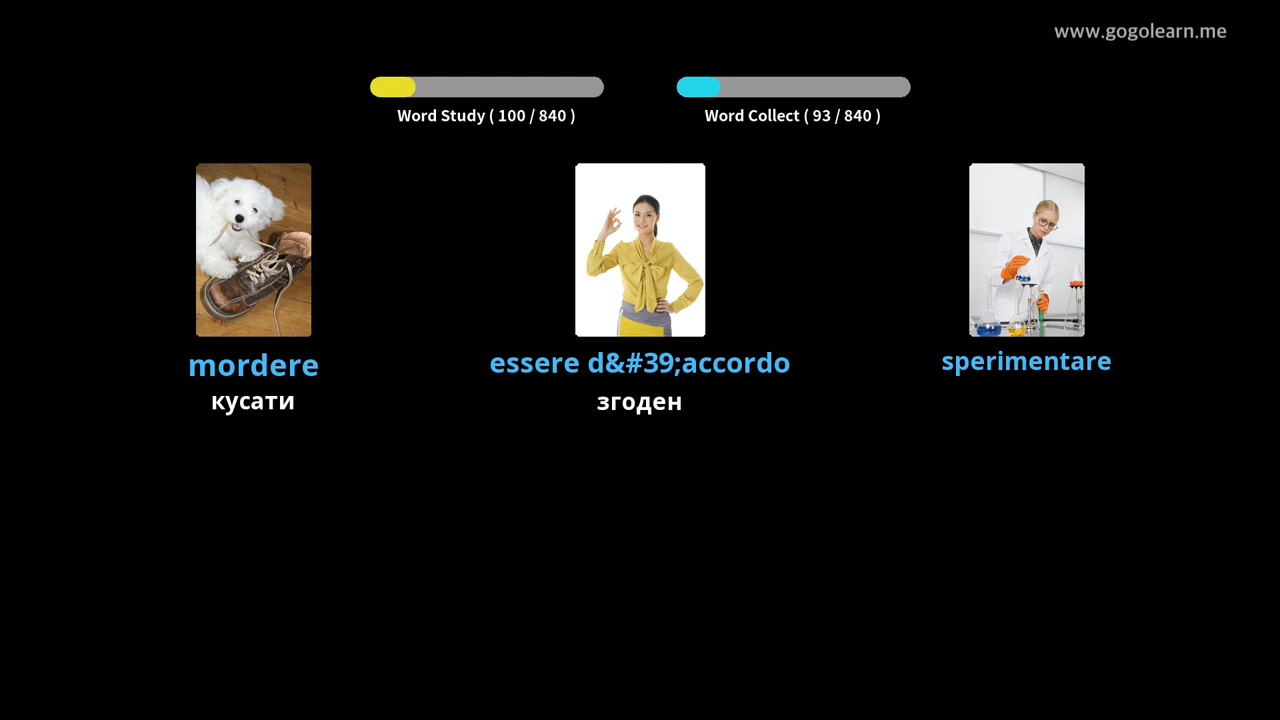 www.gogolearn.me
Word Study ( 100 / 840 )
Word Collect ( 93 / 840 )
mordere
essere d&#39;accordo
sperimentare
кусати
згоден